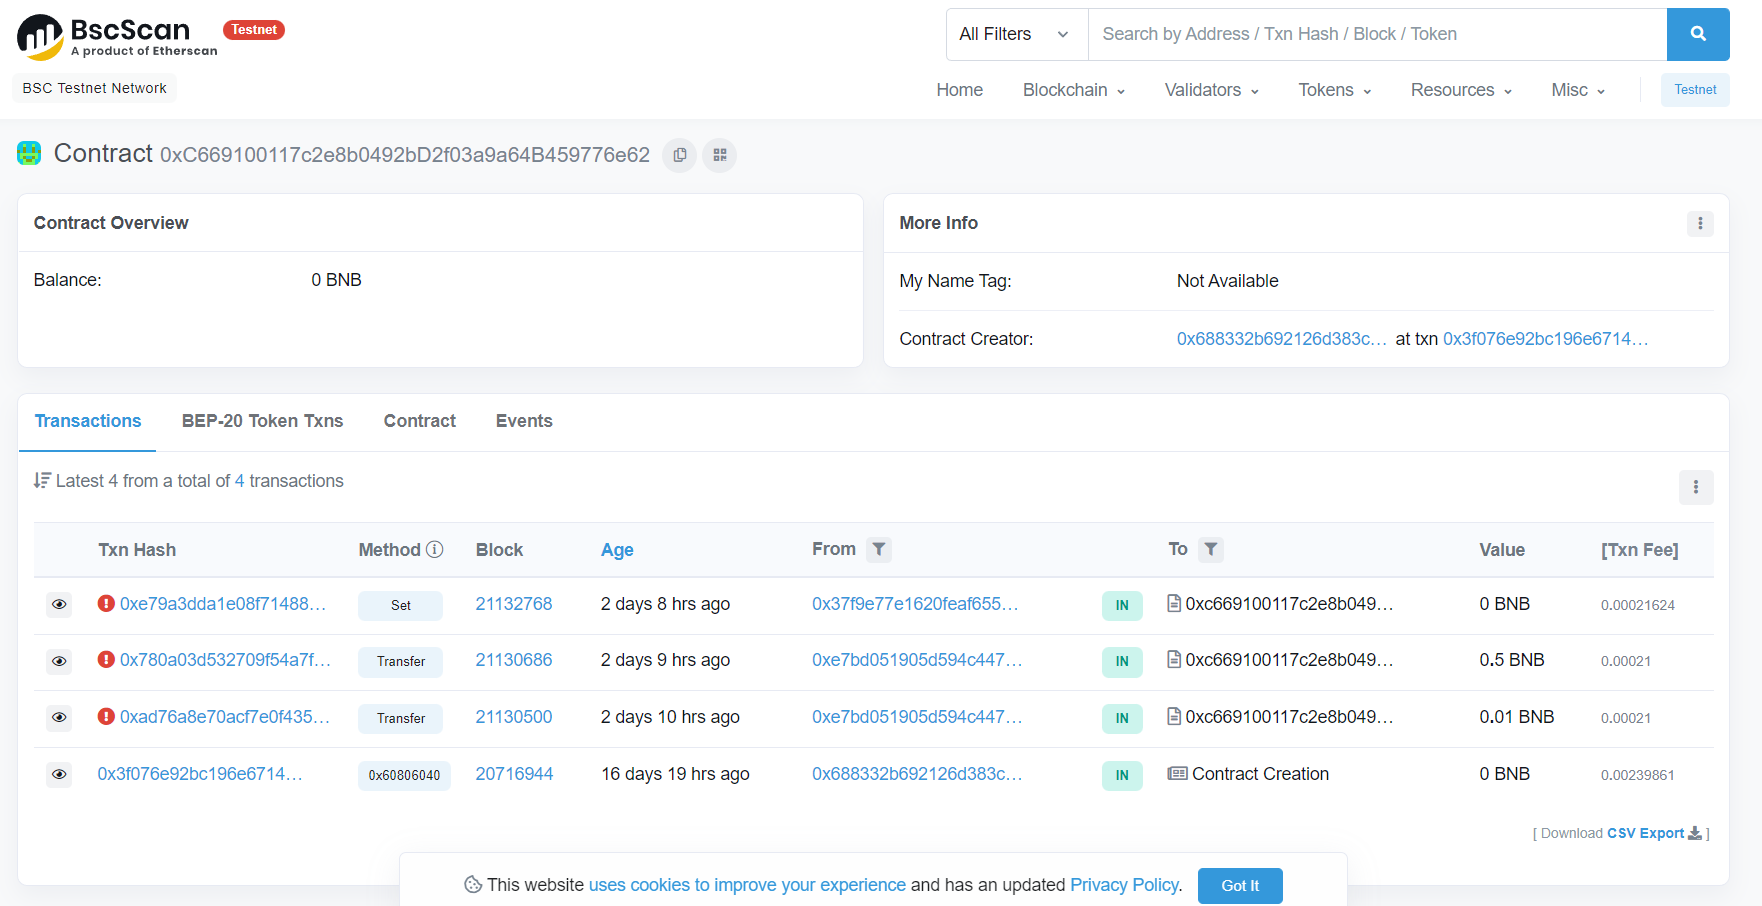 BscScan
A product of Etherscan
Testnet
BSC Testnet Network
All Filters
Search by Address / Txn Hash / Block / Token
Home Blockchain Validators Tokens Resources Misc Testnet
Contract 0xC669100117c2e8b0492bD2f03a9a64B459776e62
Contract Overview
Balance: 0 BNB
More Info
My Name Tag: Not Available
Contract Creator: 0x688332b692126d383c... at txn 0x3f076e92bc196e6714...
Transactions BEP-20 Token Txns Contract Events
Latest 4 from a total of 4 transactions
Txn Hash Method Block Age From To Value [Txn Fee]
0xe79a3dda1e08f71488... Set 21132768 2 days 8 hrs ago 0x37f9e77e1620feaf655... IN 0xc669100117c2e8b049... 0 BNB 0.00021624
0x780a03d532709f54a7f... Transfer 21130686 2 days 9 hrs ago 0xe7bd051905d594c447... IN 0xc669100117c2e8b049... 0.5 BNB 0.00021
0xad76a8e70acf7e0f435... Transfer 21130500 2 days 10 hrs ago 0xe7bd051905d594c447... IN 0xc669100117c2e8b049... 0.01 BNB 0.00021
0x3f076e92bc196e6714... 0x60806040 20716944 16 days 19 hrs ago 0x688332b692126d383c... IN Contract Creation 0 BNB 0.00239861
[ Download CSV Export ]
This website uses cookies to improve your experience and has an updated Privacy Policy. Got It